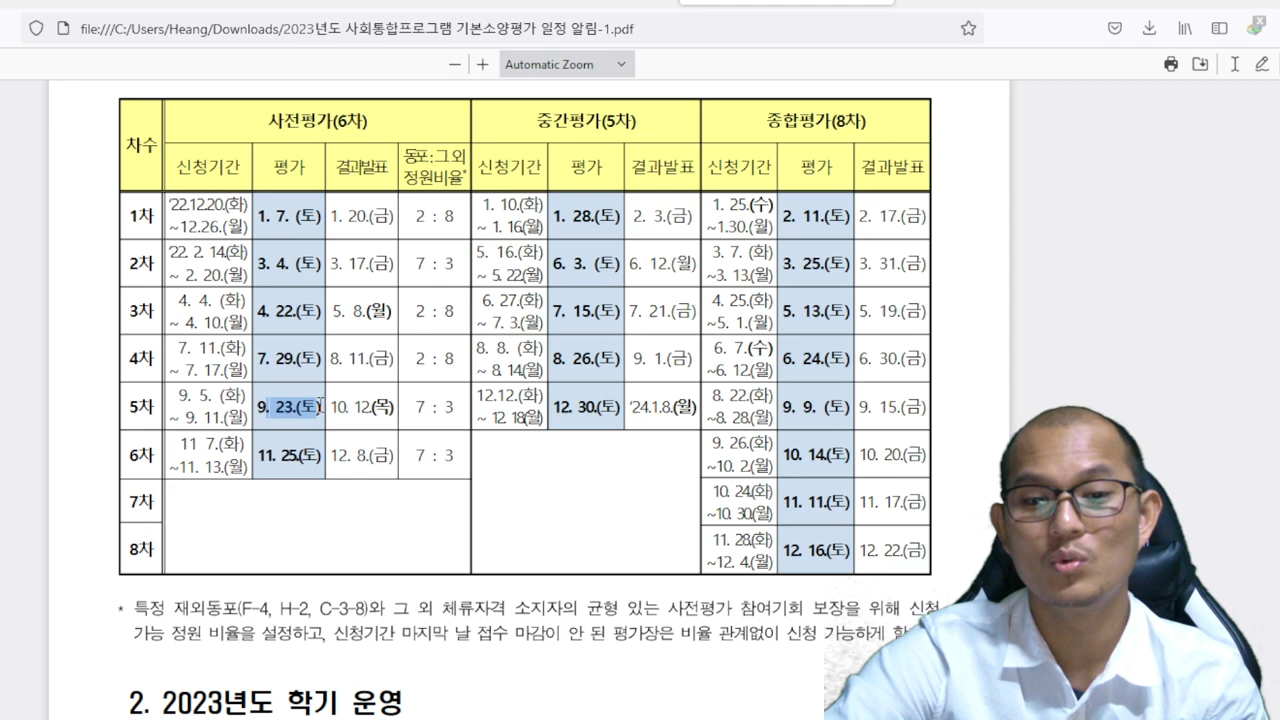 file:///C:/Users/Heang/Downloads/2023년도 사회통합프로그램 기본소양평가 일정 알림-1.pdf
Automatic Zoom
차수 사전평가(6차) 중간평가(5차) 종합평가(8차)
신청기간 평가 결과발표 동포:그외 정원비율* 신청기간 평가 결과발표 신청기간 평가 결과발표
1차 '22.12.20.(화) ~12.26.(월) 1. 7. (토) 1. 20.(금) 2 : 8 1. 10.(화) ~ 1. 16.(월) 1. 28.(토) 2. 3.(금) 1. 25.(수) ~1.30.(월) 2. 11.(토) 2. 17.(금)
2차 '22. 2. 14.(화) ~ 2. 20.(월) 3. 4. (토) 3. 17.(금) 7 : 3 5. 16.(화) ~ 5. 22.(월) 6. 3. (토) 6. 12.(월) 3. 7. (화) ~3. 13.(월) 3. 25.(토) 3. 31.(금)
3차 4. 4. (화) ~ 4. 10.(월) 4. 22.(토) 5. 8.(월) 2 : 8 6. 27.(화) ~ 7. 3.(월) 7. 15.(토) 7. 21.(금) 4. 25.(화) ~5. 1.(월) 5. 13.(토) 5. 19.(금)
4차 7. 11.(화) ~ 7. 17.(월) 7. 29.(토) 8. 11.(금) 2 : 8 8. 8. (화) ~ 8. 14.(월) 8. 26.(토) 9. 1.(금) 6. 7.(수) ~6. 12.(월) 6. 24.(토) 6. 30.(금)
5차 9. 5. (화) ~ 9. 11.(월) 9. 23.(토) 10. 12.(목) 7 : 3 12.12.(화) ~ 12. 18.(월) 12. 30.(토) '24.1.8.(월) 8. 22.(화) ~8. 28.(월) 9. 9. (토) 9. 15.(금)
6차 11 7.(화) ~11. 13.(월) 11. 25.(토) 12. 8.(금) 7 : 3 9. 26.(화) ~10. 2.(월) 10. 14.(토) 10. 20.(금)
7차 10. 24.(화) ~10. 30.(월) 11. 11.(토) 11. 17.(금)
8차 11. 28.(화) ~12. 4.(월) 12. 16.(토) 12. 22.(금)
* 특정 재외동포(F-4, H-2, C-3-8)와 그 외 체류자격 소지자의 균형 있는 사전평가 참여기회 보장을 위해 신청
가능 정원 비율을 설정하고, 신청기간 마지막 날 접수 마감이 안 된 평가장은 비율 관계없이 신청 가능하게
2. 2023년도 학기 운영